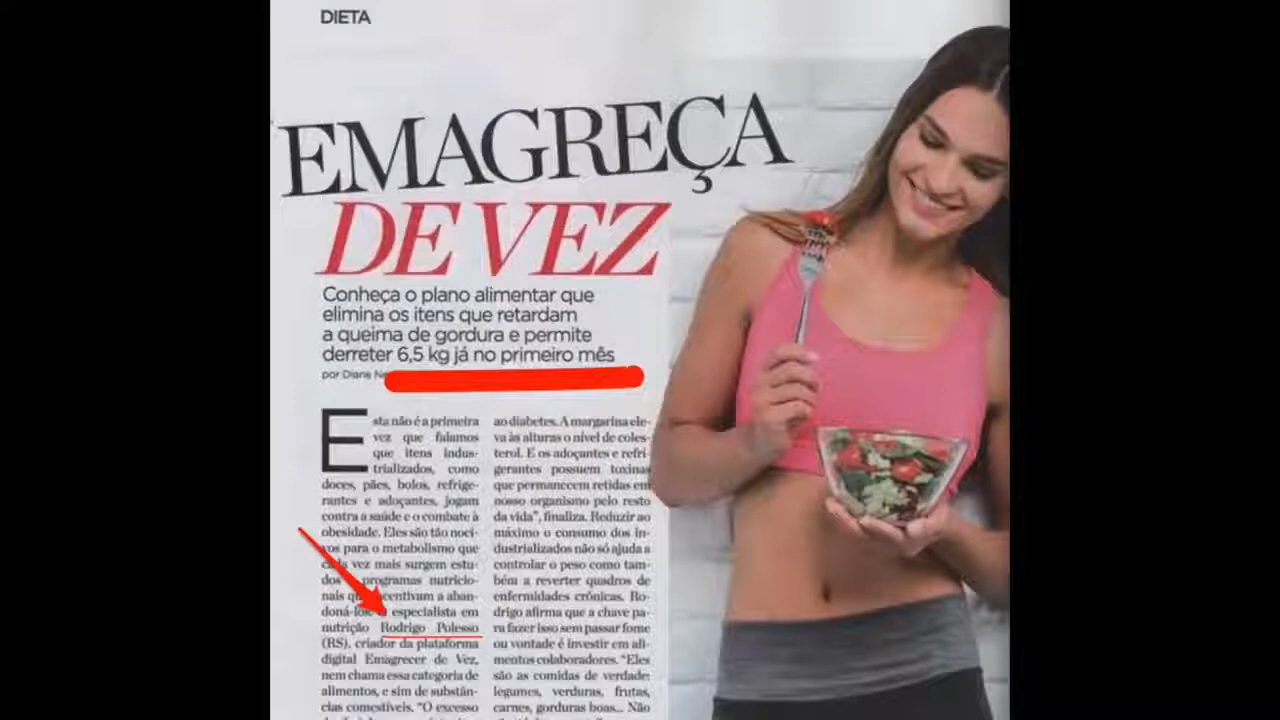 DIETA
EMAGREÇA
DE VEZ
Conheça o plano alimentar que
elimina os itens que retardam
a queima de gordura e permite
derreter 6,5 kg já no primeiro mês
por Diane
Esta não é a primeira
vez que falamos
que itens indus-
trializados, como
doces, pães, bolos, refrige-
rantes e adoçantes, jogam
contra a saúde e o combate à
obesidade. Eles são tão noci-
vos para o metabolismo que
cada vez mais surgem estu-
dos programas nutricio-
nais que incentivam a aban-
doná-los. especialista em
nutrição Rodrigo Polesso
(RS), criador da plataforma
digital Emagrecer de Vez,
nem chama essa categoria de
alimentos, e sim de substân-
cias comestíveis. “O excesso
ao diabetes. A margarina ele-
va às alturas o nível de coles-
terol. E os adoçantes e refri-
gerantes possuem toxinas
que permanecem retidas em
nosso organismo pelo resto
da vida”, finaliza. Reduzir ao
máximo o consumo dos in-
dustrializados não só ajuda a
controlar o peso como tam-
bém a reverter quadros de
enfermidades crônicas. Ro-
drigo afirma que a chave pa-
ra fazer isso sem passar fome
ou vontade é investir em ali-
mentos colaboradores. “Eles
são as comidas de verdade:
legumes, verduras, frutas,
carnes, gorduras boas... Não